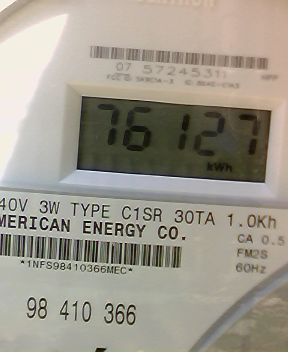 07 57245311
76127
kWh
40V 3W TYPE C1SR 30TA 1.0Kh
MERICAN ENERGY CO.
CA 0.5
*1NFS98410366MEC*
FM2S
60Hz
98 410 366